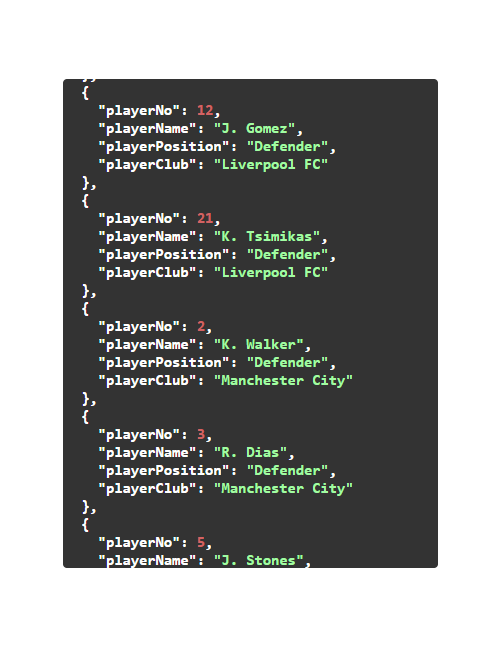 },
{
"playerNo": 12,
"playerName": "J. Gomez",
"playerPosition": "Defender",
"playerClub": "Liverpool FC"
},
{
"playerNo": 21,
"playerName": "K. Tsimikas",
"playerPosition": "Defender",
"playerClub": "Liverpool FC"
},
{
"playerNo": 2,
"playerName": "K. Walker",
"playerPosition": "Defender",
"playerClub": "Manchester City"
},
{
"playerNo": 3,
"playerName": "R. Dias",
"playerPosition": "Defender",
"playerClub": "Manchester City"
},
{
"playerNo": 5,
"playerName": "J. Stones",